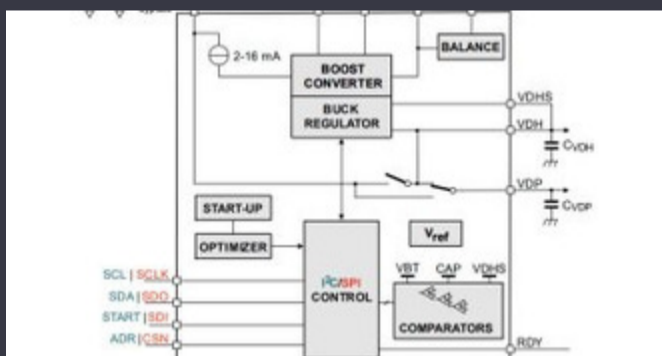 2-16 mA
BALANCE
BOOST
CONVERTER
BUCK
REGULATOR
VDHS
VDH
CVDH
VDP
CVDP
START-UP
OPTIMIZER
Vref
SCL | SCLK
SDA | SDO
START | SDI
ADR | CSN
I²C/SPI
CONTROL
VBT CAP VDHS
COMPARATORS
RDY